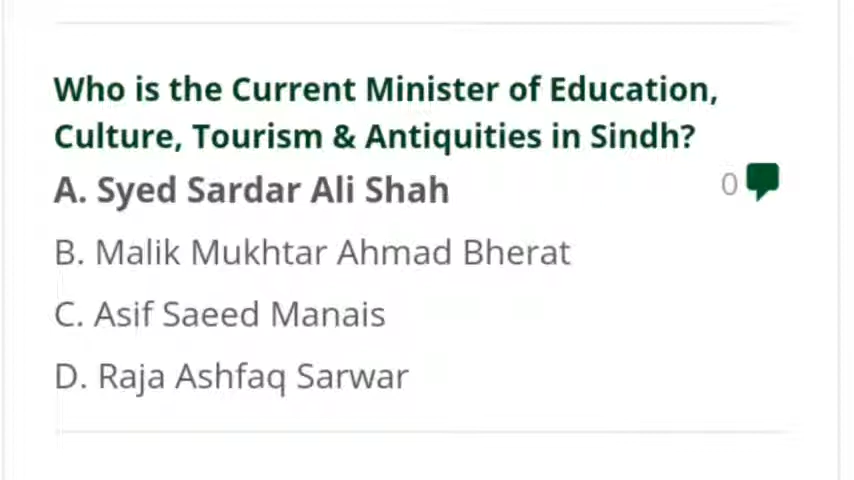 Who is the Current Minister of Education,
Culture, Tourism & Antiquities in Sindh?
A. Syed Sardar Ali Shah
0
B. Malik Mukhtar Ahmad Bherat
C. Asif Saeed Manais
D. Raja Ashfaq Sarwar